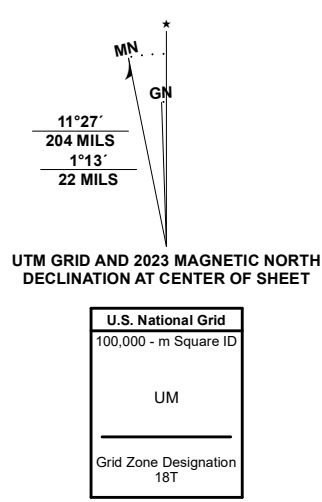 MN
GN
11°27´
204 MILS
1°13´
22 MILS
UTM GRID AND 2023 MAGNETIC NORTH
DECLINATION AT CENTER OF SHEET
U.S. National Grid
100,000 - m Square ID
UM
Grid Zone Designation
18T